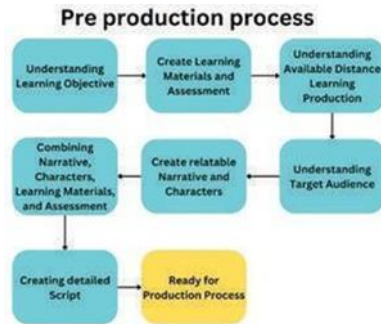 Pre production process
Understanding
Learning Objective
Create Learning
Materials and
Assessment
Understanding
Available Distance
Learning
Production
Understanding
Target Audience
Create relatable
Narrative and
Characters
Combining
Narrative,
Characters,
Learning Materials,
and Assessment
Creating detailed
Script
Ready for
Production Process